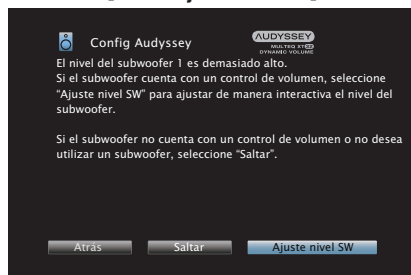 Config Audyssey
AUDYSSEY
MULTEQ XT32
DYNAMIC VOLUME
El nivel del subwoofer 1 es demasiado alto.
Si el subwoofer cuenta con un control de volumen, seleccione
“Ajuste nivel SW” para ajustar de manera interactiva el nivel del
subwoofer.
Si el subwoofer no cuenta con un control de volumen o no desea
utilizar un subwoofer, seleccione “Saltar”.
Atrás Saltar Ajuste nivel SW